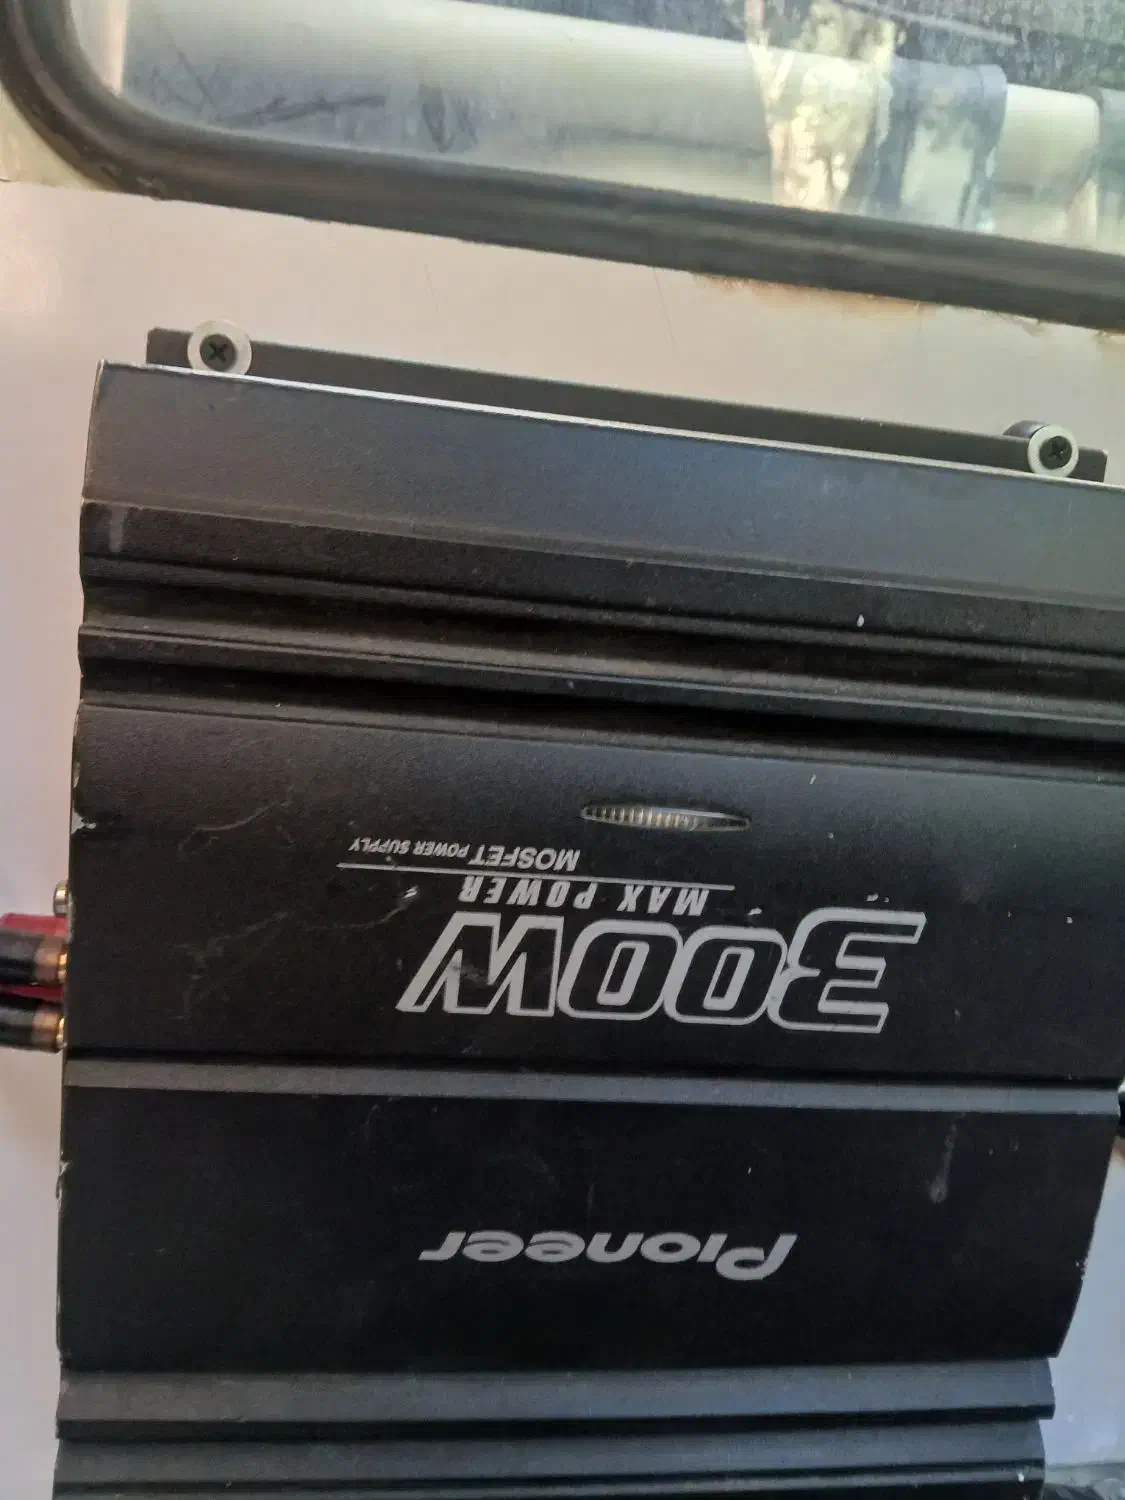 Pioneer
300W
MAX POWER
MOSFET POWER SUPPLY